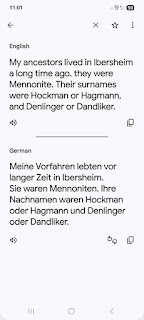 11:01
English
My ancestors lived in Ibersheim
a long time ago. they were
Mennonite. Their surnames
were Hockman or Hagmann,
and Denlinger or Dandliker.
German
Meine Vorfahren lebten vor
langer Zeit in Ibersheim.
Sie waren Mennoniten. Ihre
Nachnamen waren Hockman
oder Hagmann und Denlinger
oder Dandliker.